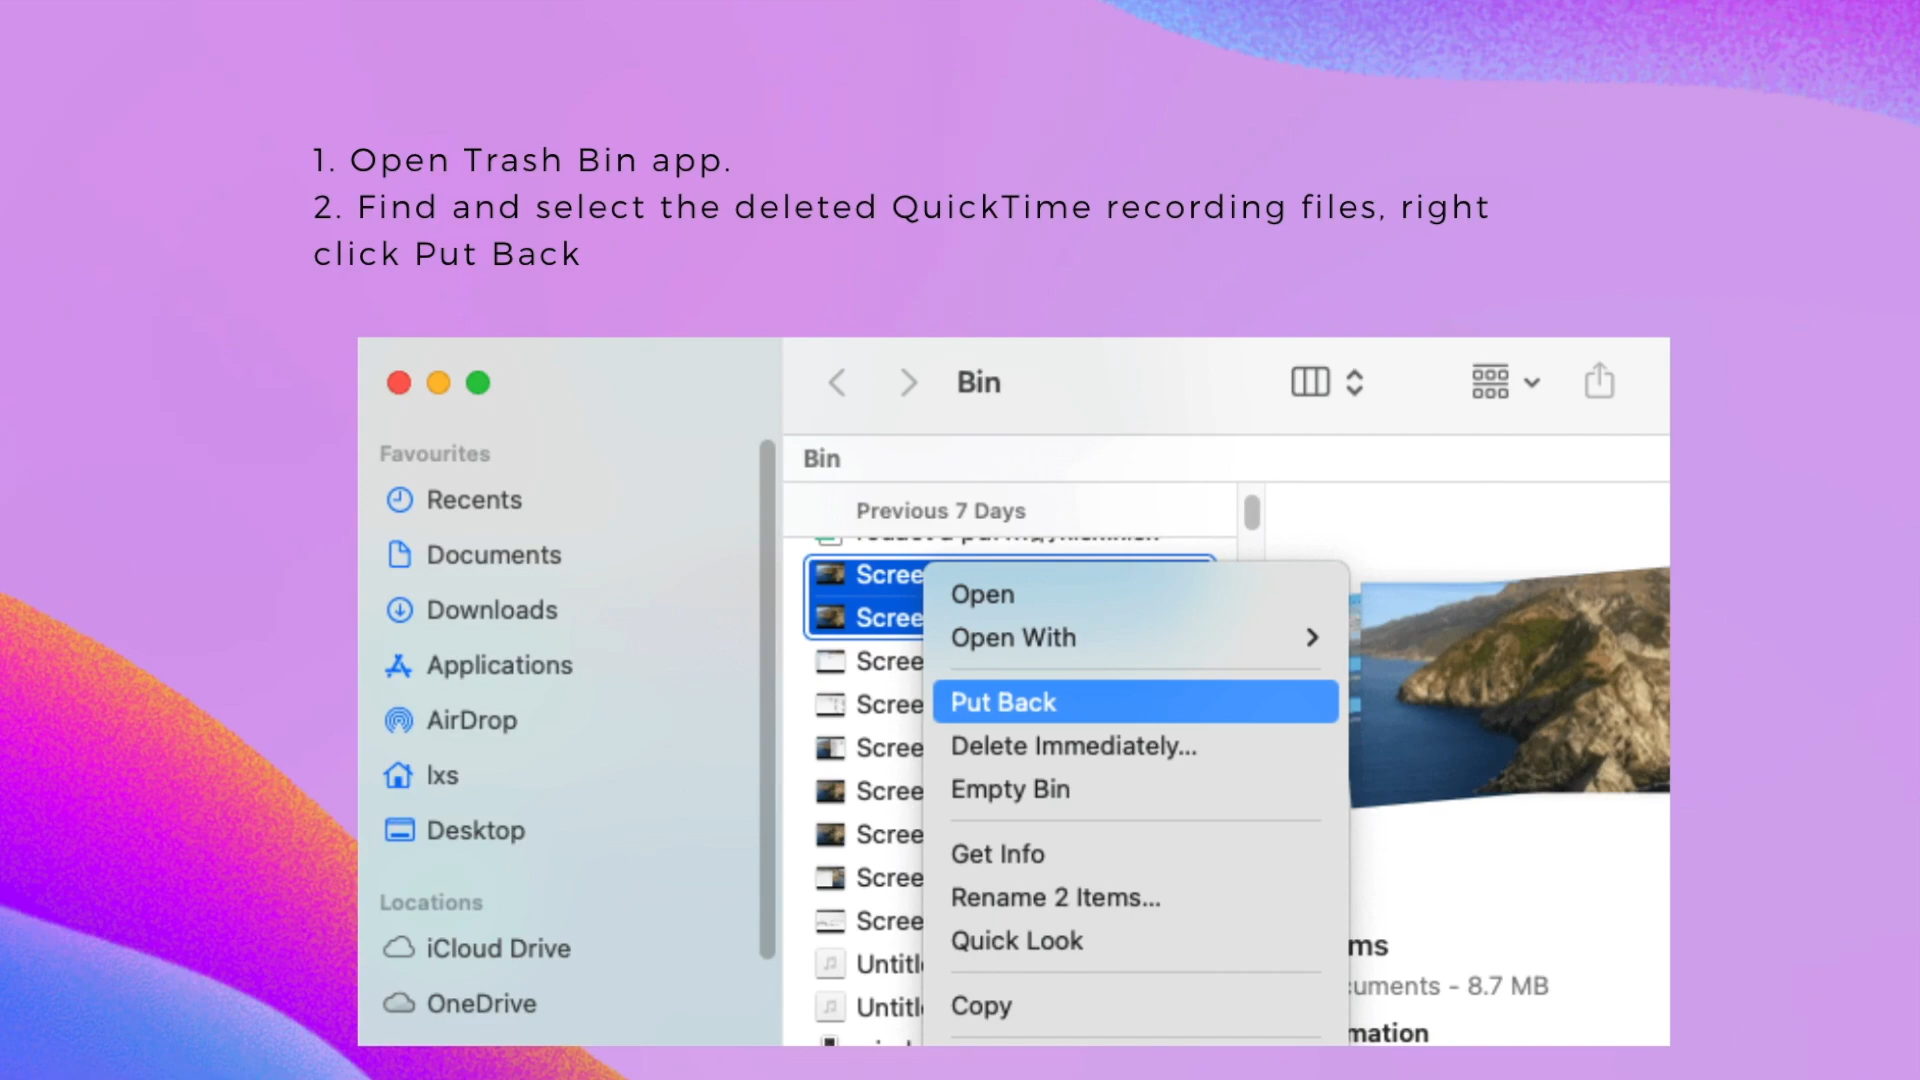 1. Open Trash Bin app.
2. Find and select the deleted QuickTime recording files, right
click Put Back
Bin
Favourites
Recents
Documents
Downloads
Applications
AirDrop
lxs
Desktop
Locations
iCloud Drive
OneDrive
Bin
Previous 7 Days
Scree
Scree
Scree
Scree
Scree
Scree
Scree
Scree
Scree
Untitl
Untitl
Open
Open With
Put Back
Delete Immediately...
Empty Bin
Get Info
Rename 2 Items...
Quick Look
Copy
ms
cuments - 8.7 MB
mation